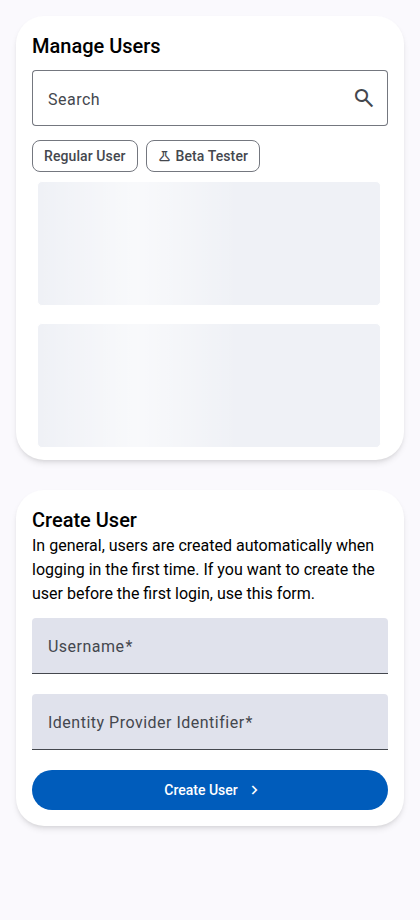 Manage Users
Search
Regular User
Beta Tester
Create User
In general, users are created automatically when
logging in the first time. If you want to create the
user before the first login, use this form.
Username*
Identity Provider Identifier*
Create User